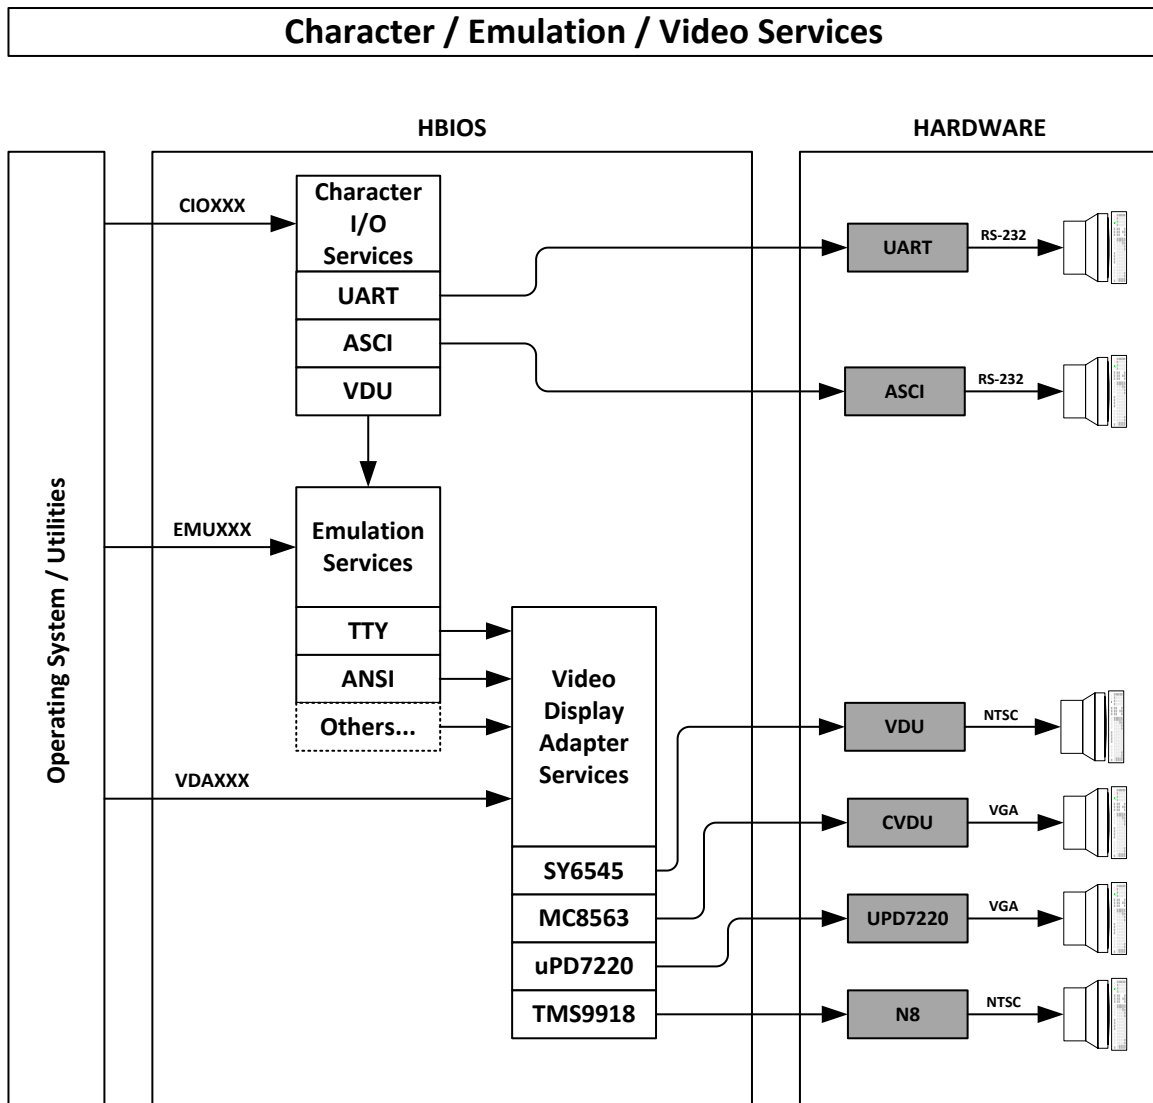 Character / Emulation / Video Services
HBIOS
HARDWARE
Operating System / Utilities
CIOXXX
Character
I/O
Services
UART
ASCI
VDU
UART
RS-232
ASCI
RS-232
EMUXXX
Emulation
Services
TTY
ANSI
Others...
VDAXXX
Video
Display
Adapter
Services
SY6545
MC8563
uPD7220
TMS9918
VDU
NTSC
CVDU
VGA
UPD7220
VGA
N8
NTSC